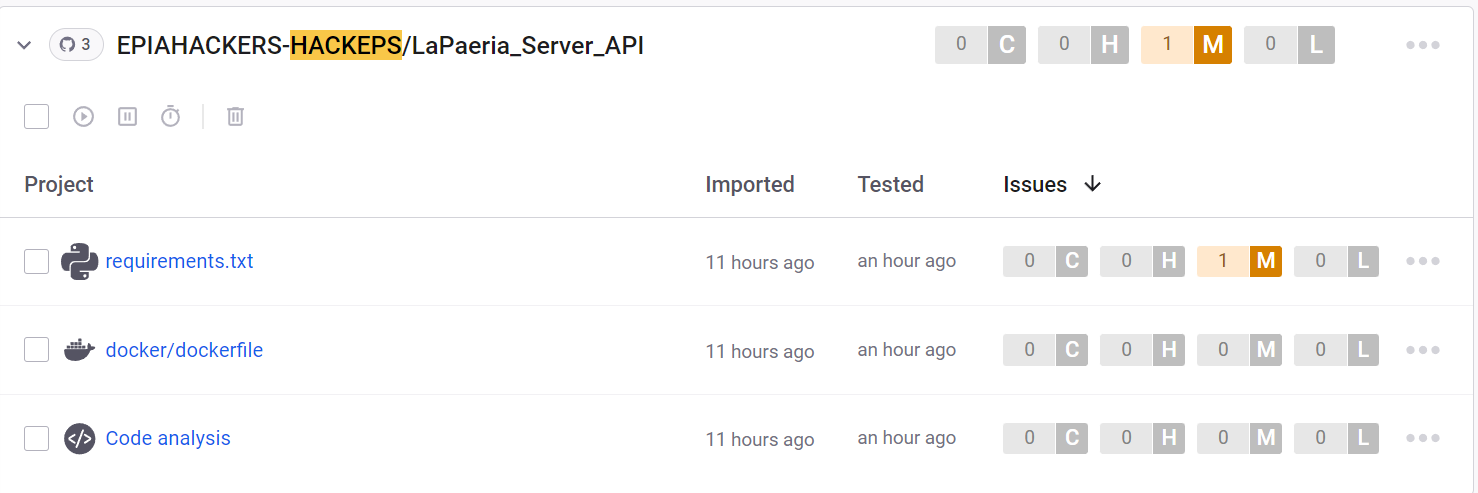 3 EPIAHACKERS-HACKEPS/LaPaeria_Server_API 0 C 0 H 1 M 0 L
Project Imported Tested Issues
requirements.txt 11 hours ago an hour ago 0 C 0 H 1 M 0 L
docker/dockerfile 11 hours ago an hour ago 0 C 0 H 0 M 0 L
Code analysis 11 hours ago an hour ago 0 C 0 H 0 M 0 L